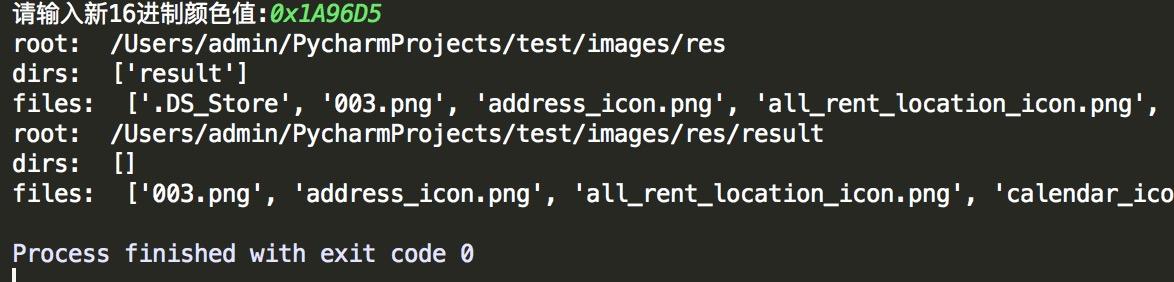 请输入新16进制颜色值:0x1A96D5
root:  /Users/admin/PycharmProjects/test/images/res
dirs:  ['result']
files:  ['.DS_Store', '003.png', 'address_icon.png', 'all_rent_location_icon.png',
root:  /Users/admin/PycharmProjects/test/images/res/result
dirs:  []
files:  ['003.png', 'address_icon.png', 'all_rent_location_icon.png', 'calendar_ico
Process finished with exit code 0